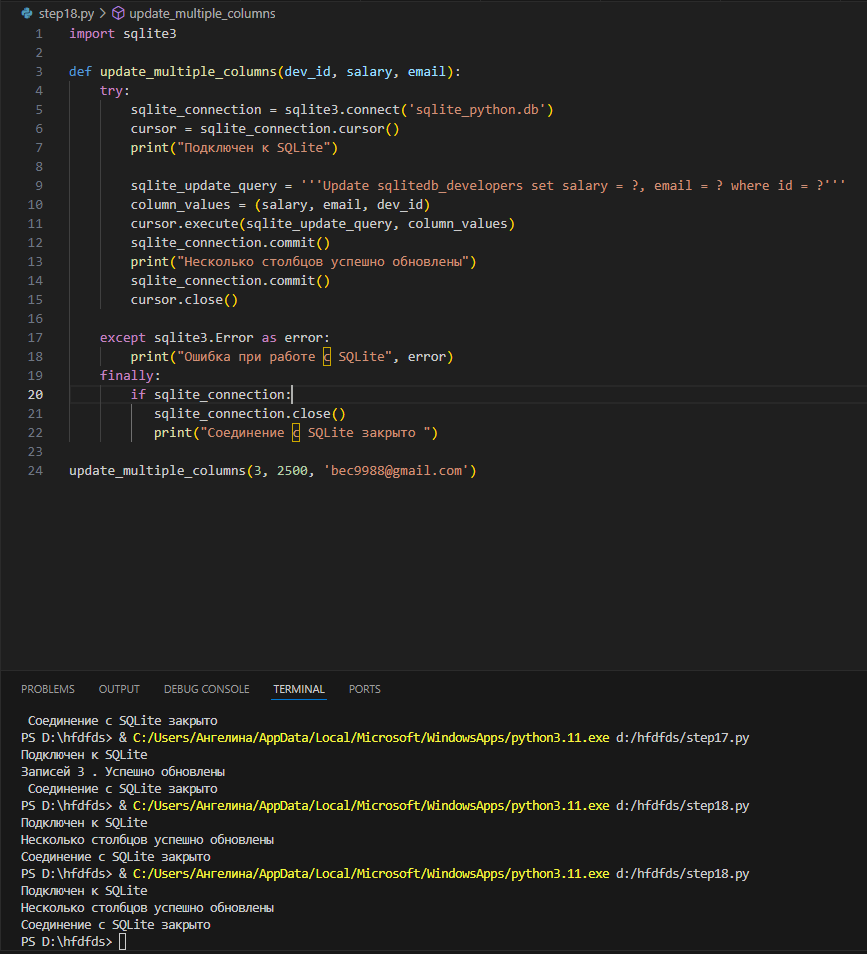 step18.py > update_multiple_columns
1 import sqlite3
2
3 def update_multiple_columns(dev_id, salary, email):
4 try:
5 sqlite_connection = sqlite3.connect('sqlite_python.db')
6 cursor = sqlite_connection.cursor()
7 print("Подключен к SQLite")
8
9 sqlite_update_query = '''Update sqlitedb_developers set salary = ?, email = ? where id = ?'''
10 column_values = (salary, email, dev_id)
11 cursor.execute(sqlite_update_query, column_values)
12 sqlite_connection.commit()
13 print("Несколько столбцов успешно обновлены")
14 sqlite_connection.commit()
15 cursor.close()
16
17 except sqlite3.Error as error:
18 print("Ошибка при работе с SQLite", error)
19 finally:
20 if sqlite_connection:
21 sqlite_connection.close()
22 print("Соединение с SQLite закрыто ")
23
24 update_multiple_columns(3, 2500, 'bec9988@gmail.com')
PROBLEMS OUTPUT DEBUG CONSOLE TERMINAL PORTS
Соединение с SQLite закрыто
PS D:\hfdfds> & C:/Users/Ангелина/AppData/Local/Microsoft/WindowsApps/python3.11.exe d:/hfdfds/step17.py
Подключен к SQLite
Записей 3 . Успешно обновлены
Соединение с SQLite закрыто
PS D:\hfdfds> & C:/Users/Ангелина/AppData/Local/Microsoft/WindowsApps/python3.11.exe d:/hfdfds/step18.py
Подключен к SQLite
Несколько столбцов успешно обновлены
Соединение с SQLite закрыто
PS D:\hfdfds> & C:/Users/Ангелина/AppData/Local/Microsoft/WindowsApps/python3.11.exe d:/hfdfds/step18.py
Подключен к SQLite
Несколько столбцов успешно обновлены
Соединение с SQLite закрыто
PS D:\hfdfds>